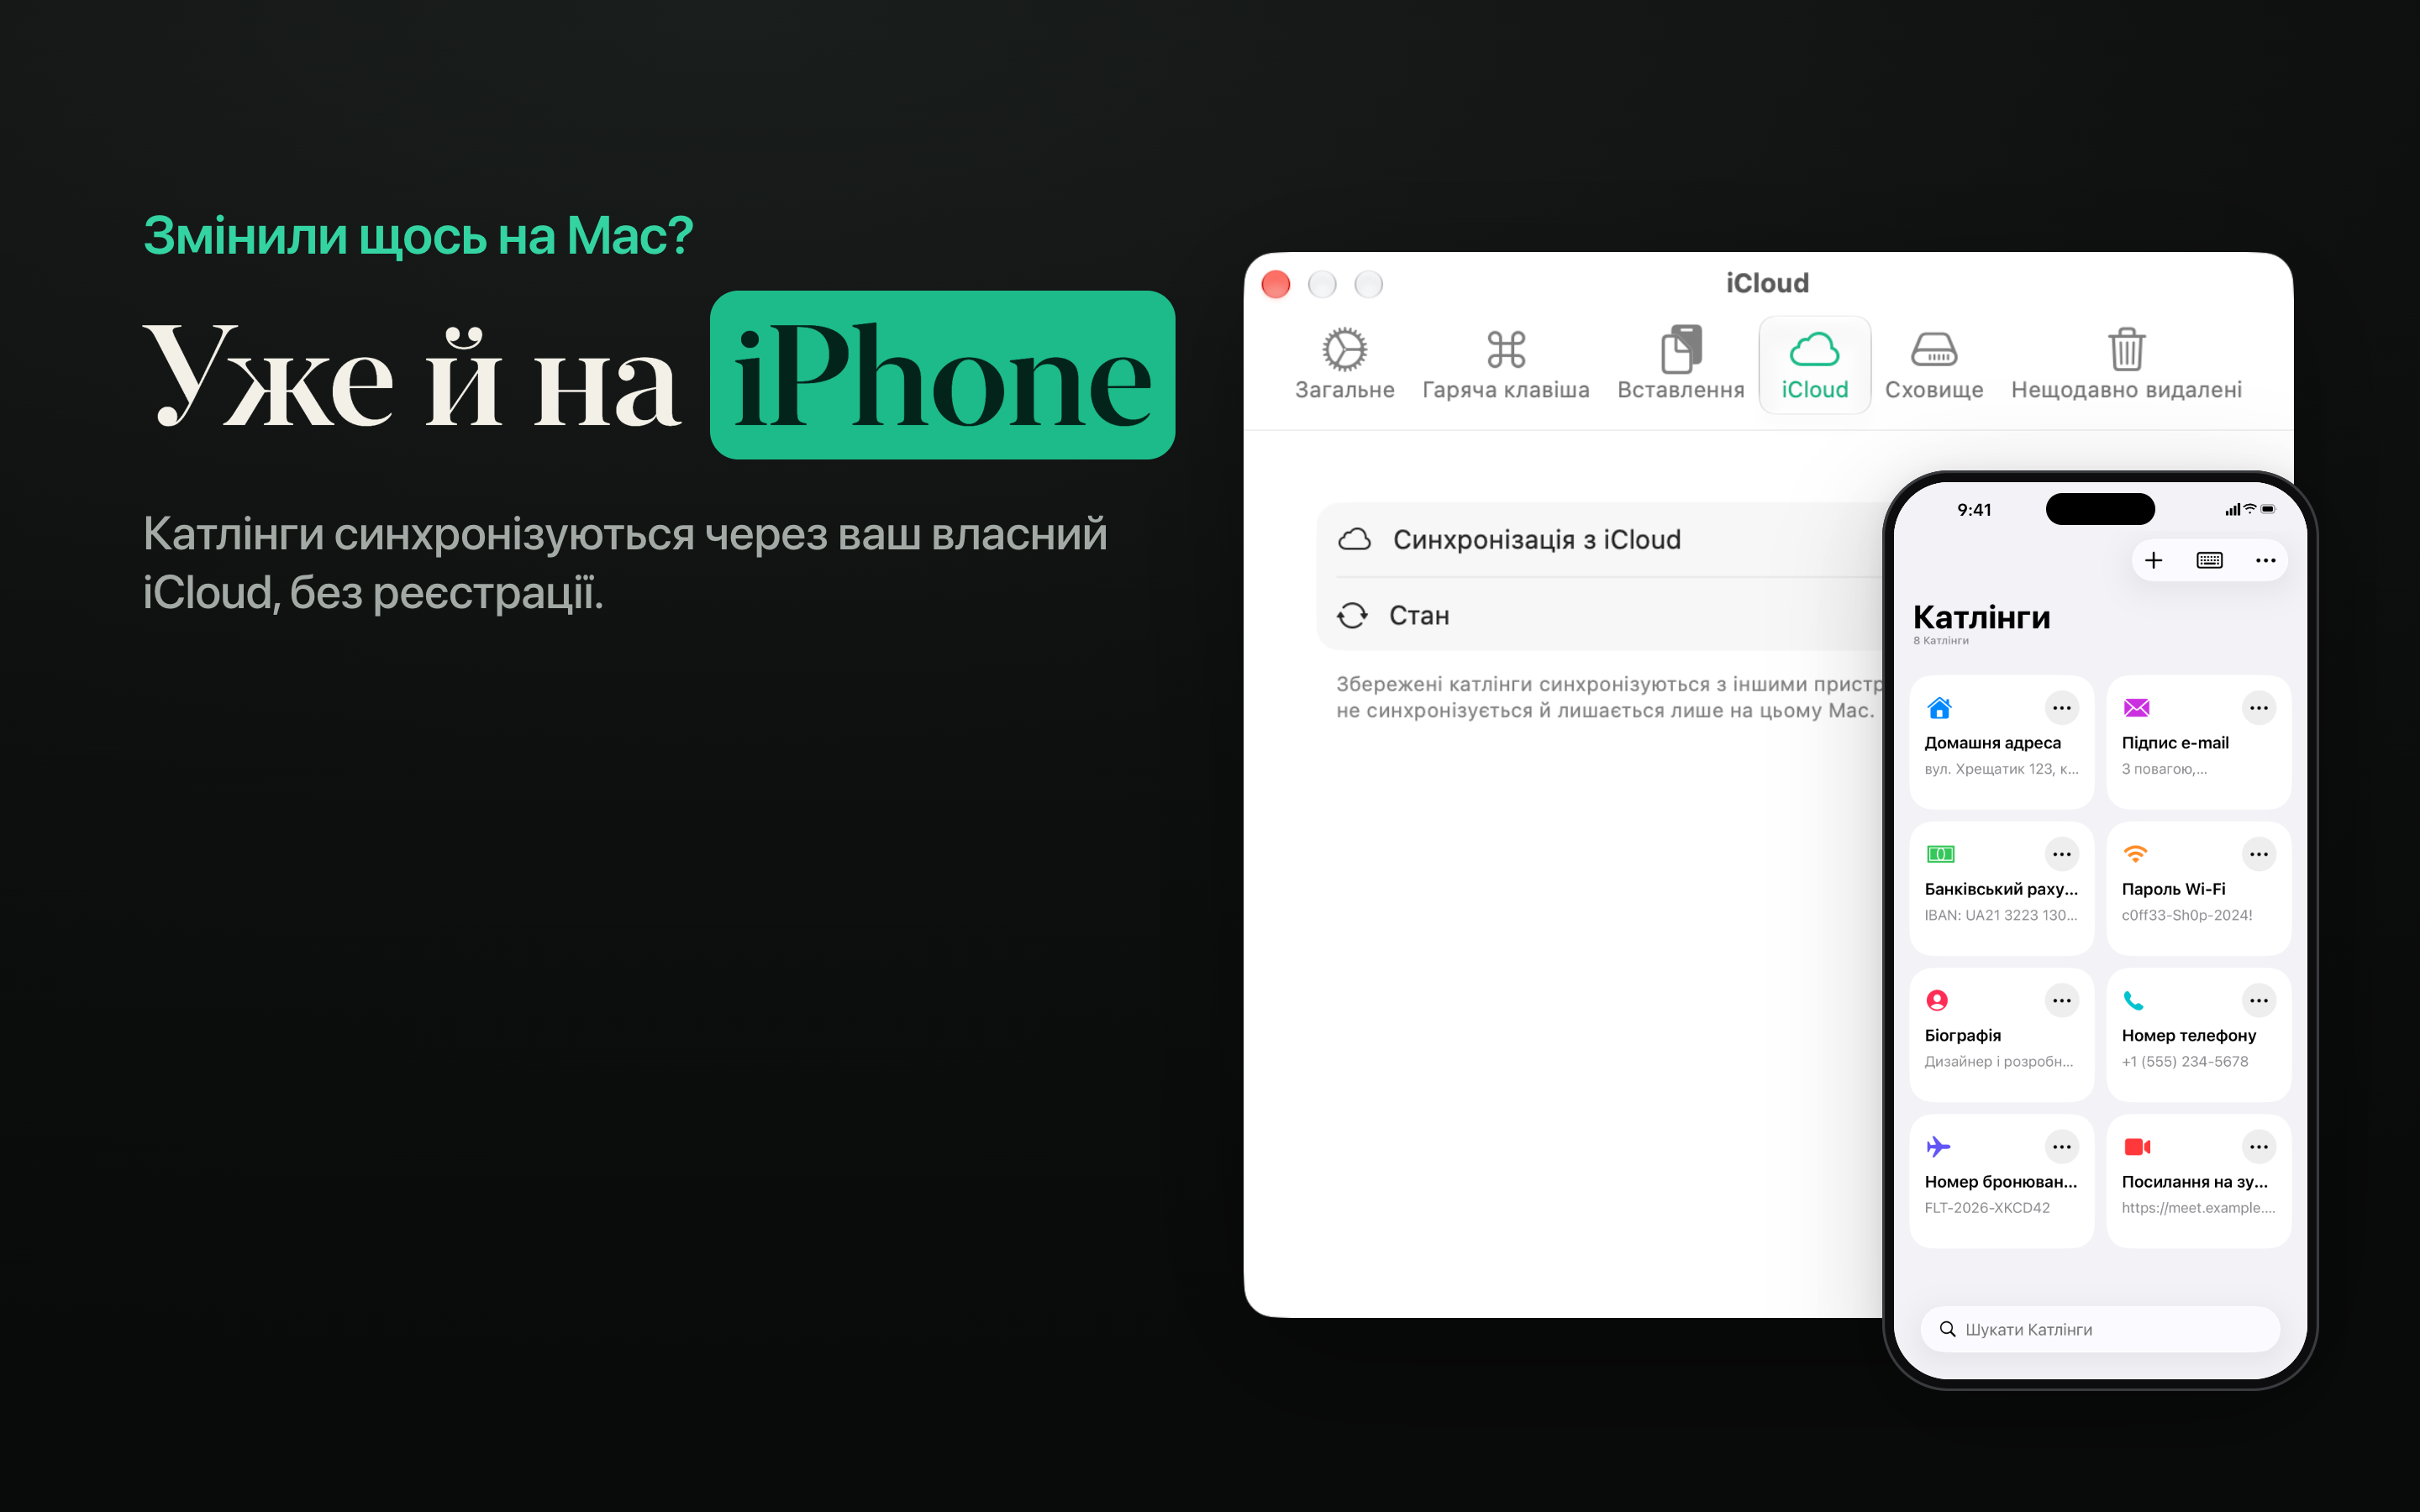 Змінили щось на Mac?
Уже й на iPhone
Катлінги синхронізуються через ваш власний
iCloud, без реєстрації.
iCloud
Загальне
Гаряча клавіша
Вставлення
iCloud
Сховище
Нещодавно видалені
Синхронізація з iCloud
Стан
Збережені катлінги синхронізуються з іншими
не синхронізується й лишається лише на цьому Mac.
9:41
Катлінги
8 Катлінги
Домашня адреса
вул. Хрещатик 123, к...
Підпис e-mail
З повагою,...
Банківський раху...
IBAN: UA21 3223 130...
Пароль Wi-Fi
c0ff33-Sh0p-2024!
Біографія
Дизайнер і розробн...
Номер телефону
+1 (555) 234-5678
Номер бронюван...
FLT-2026-XKCD42
Посилання на зу...
https://meet.example....
Шукати Катлінги